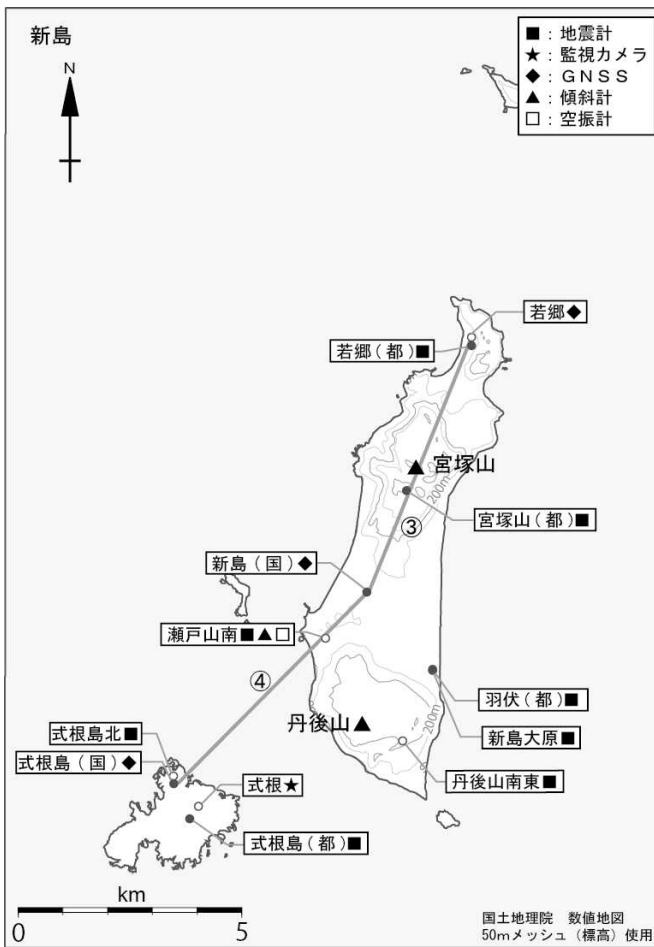 新島
N
■：地震計
★：監視カメラ
◆：ＧＮＳＳ
▲：傾斜計
□：空振計
若郷◆
若郷（都）■
宮塚山
200m
宮塚山（都）■
③
新島（国）◆
瀬戸山南■▲□
④
羽伏（都）■
丹後山
200m
新島大原■
式根島北■
式根島（国）◆
丹後山南東■
式根★
式根島（都）■
km
0 5
国土地理院　数値地図
50mメッシュ（標高）使用